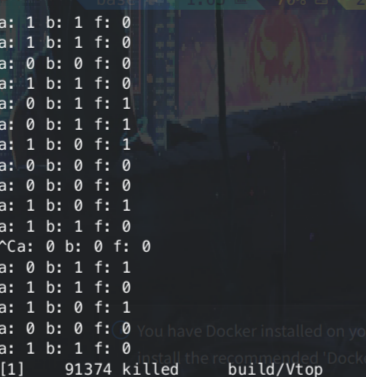 a: 1 b: 1 f: 0
a: 1 b: 1 f: 0
a: 0 b: 0 f: 0
a: 1 b: 1 f: 0
a: 0 b: 1 f: 1
a: 0 b: 1 f: 1
a: 1 b: 0 f: 1
a: 0 b: 0 f: 0
a: 0 b: 0 f: 0
a: 1 b: 0 f: 1
a: 1 b: 1 f: 0
^Ca: 0 b: 0 f: 0
a: 0 b: 1 f: 1
a: 1 b: 1 f: 0
a: 1 b: 0 f: 1
a: 0 b: 0 f: 0
You have Docker installed on yo
a: 1 b: 1 f: 0
install the recommended 'Docke
[1] 91374 killed build/Vtop